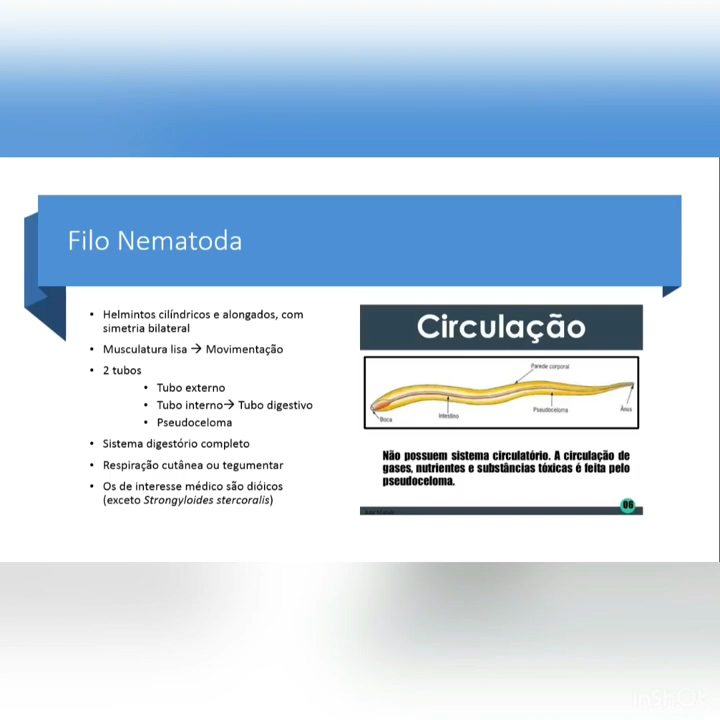 Filo Nematoda
• Helmintos cilíndricos e alongados, com
simetria bilateral
• Musculatura lisa → Movimentação
• 2 tubos
• Tubo externo
• Tubo interno→ Tubo digestivo
• Pseudoceloma
• Sistema digestório completo
• Respiração cutânea ou tegumentar
• Os de interesse médico são dióicos
(exceto Strongyloides stercoralis)
Circulação
Parede corporal
Boca
Intestino
Pseudoceloma
Ânus
Não possuem sistema circulatório. A circulação de
gases, nutrientes e substâncias tóxicas é feita pelo
pseudoceloma.
06
InShOt